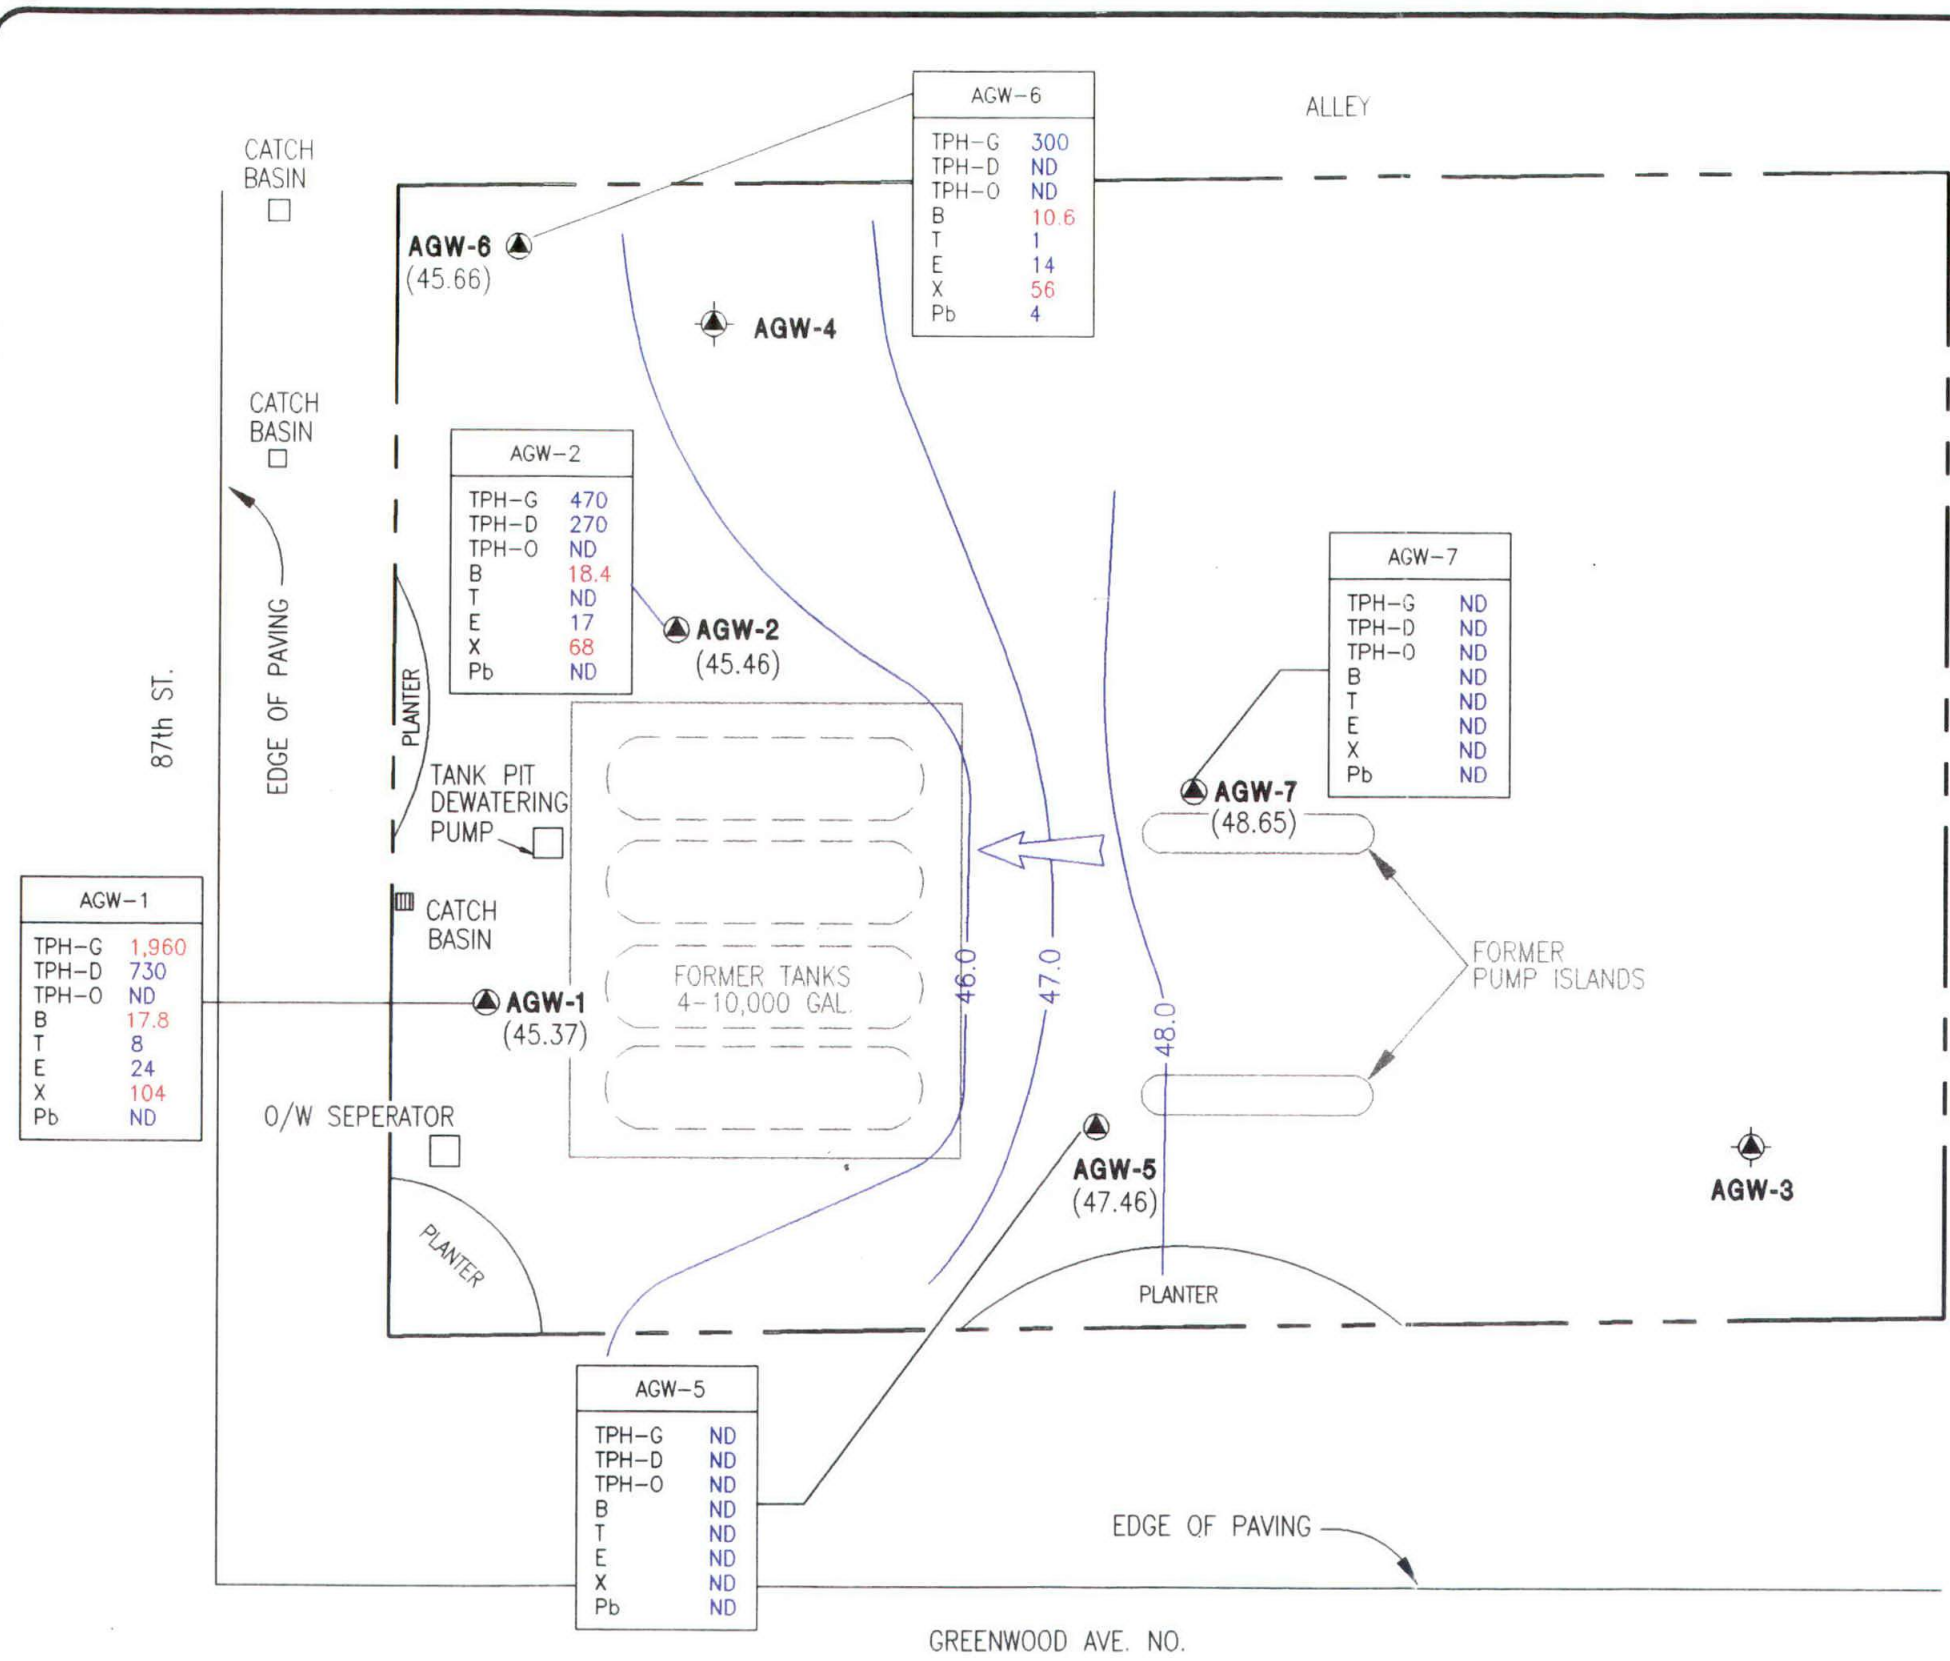 ALLEY
CATCH
BASIN
AGW-6
TPH-G 300
TPH-D ND
TPH-O ND
B 10.6
T 1
E 14
X 56
Pb 4
AGW-6
(45.66)
AGW-4
CATCH
BASIN
AGW-2
TPH-G 470
TPH-D 270
TPH-O ND
B 18.4
T ND
E 17
X 68
Pb ND
AGW-2
(45.46)
AGW-7
TPH-G ND
TPH-D ND
TPH-O ND
B ND
T ND
E ND
X ND
Pb ND
AGW-7
(48.65)
87th ST.
EDGE OF PAVING
PLANTER
TANK PIT
DEWATERING
PUMP
CATCH
BASIN
AGW-1
TPH-G 1,960
TPH-D 730
TPH-O ND
B 17.8
T 8
E 24
X 104
Pb ND
AGW-1
(45.37)
FORMER TANKS
4-10,000 GAL.
46.0
47.0
48.0
FORMER
PUMP ISLANDS
O/W SEPERATOR
PLANTER
AGW-5
(47.46)
AGW-3
PLANTER
AGW-5
TPH-G ND
TPH-D ND
TPH-O ND
B ND
T ND
E ND
X ND
Pb ND
EDGE OF PAVING
GREENWOOD AVE. NO.